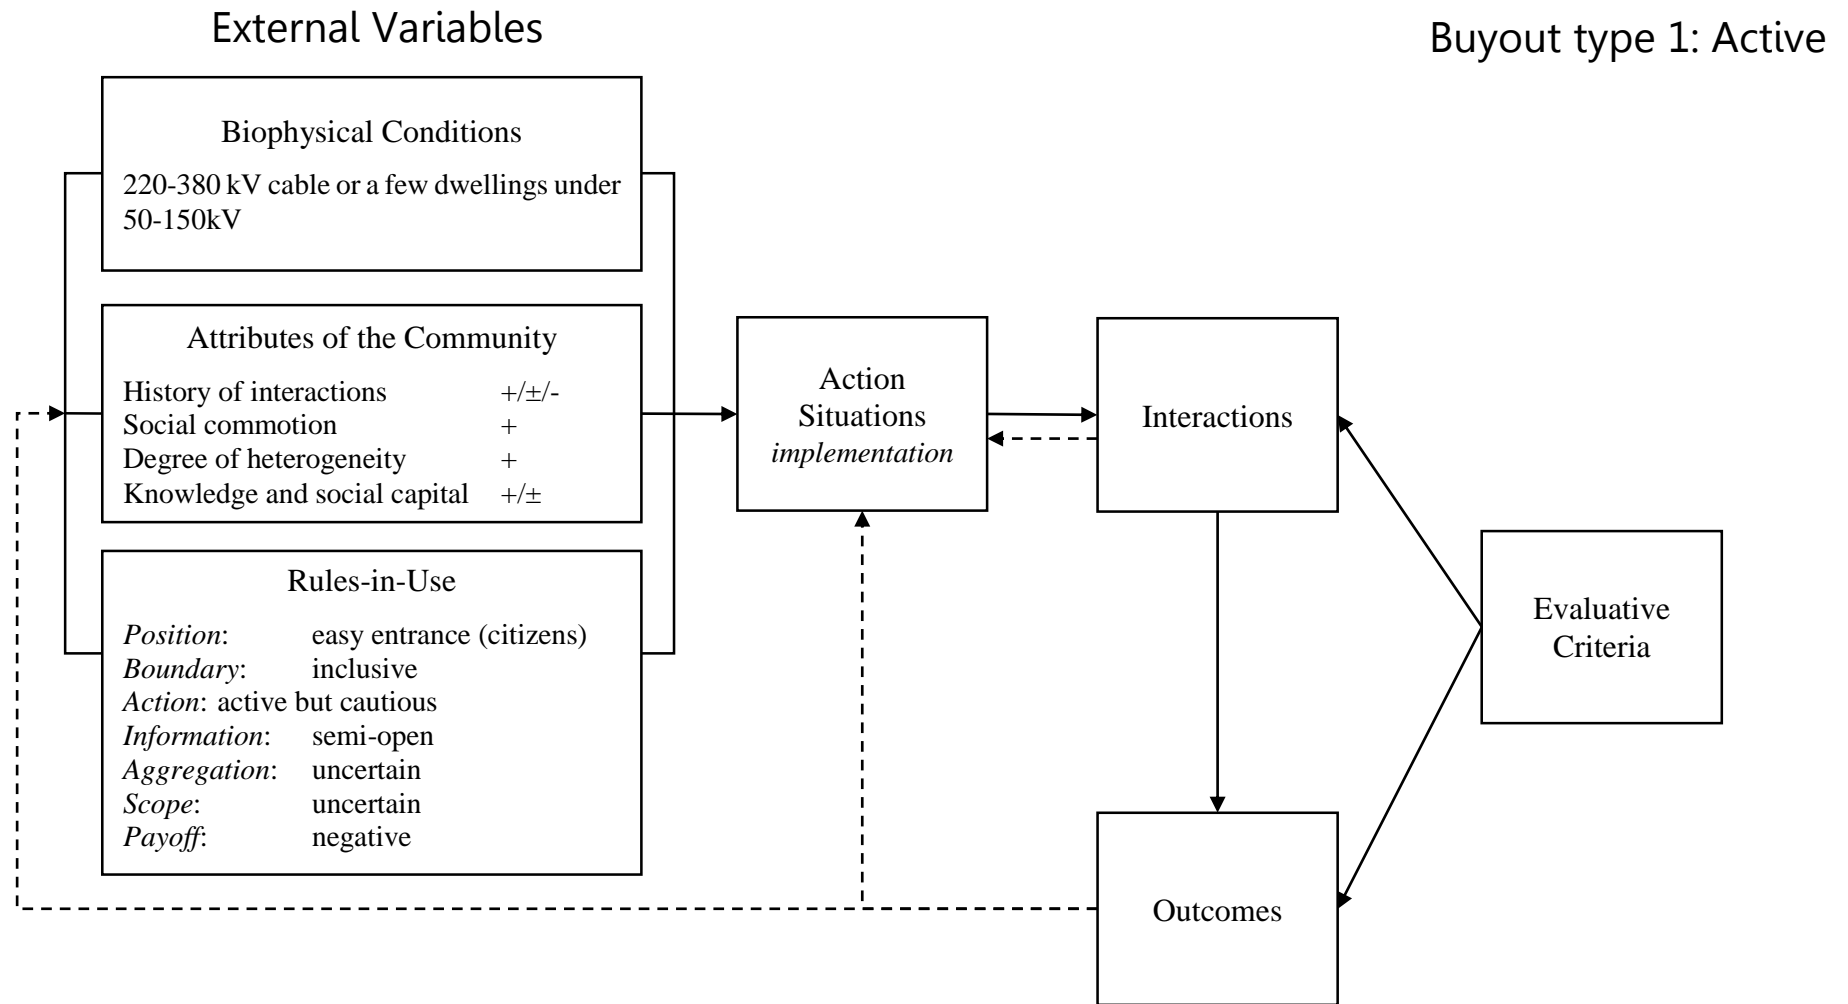 External Variables
Buyout type 1: Active
Biophysical Conditions
220-380 kV cable or a few dwellings under
50-150kV
Attributes of the Community
History of interactions +/±/-
Social commotion +
Degree of heterogeneity +
Knowledge and social capital +/±
Rules-in-Use
Position: easy entrance (citizens)
Boundary: inclusive
Action: active but cautious
Information: semi-open
Aggregation: uncertain
Scope: uncertain
Payoff: negative
Action
Situations
implementation
Interactions
Evaluative
Criteria
Outcomes